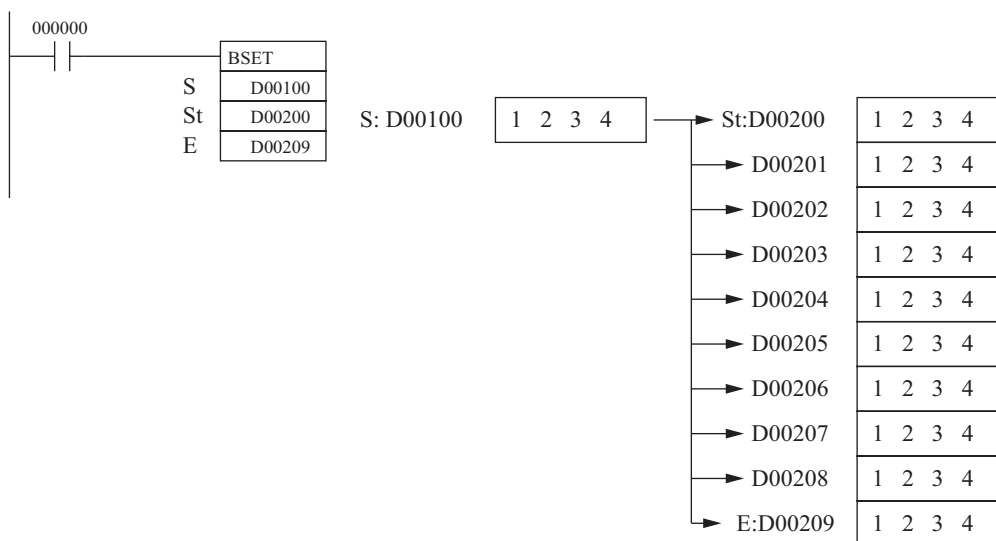 000000
BSET
S D00100
St D00200
E D00209
S: D00100 1 2 3 4 St:D00200 1 2 3 4
D00201 1 2 3 4
D00202 1 2 3 4
D00203 1 2 3 4
D00204 1 2 3 4
D00205 1 2 3 4
D00206 1 2 3 4
D00207 1 2 3 4
D00208 1 2 3 4
E:D00209 1 2 3 4